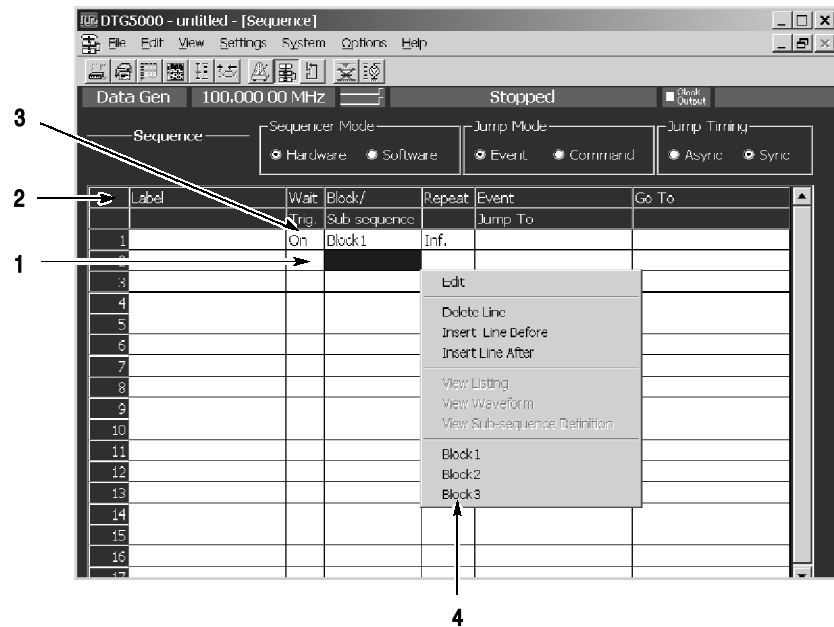 DTG5000 - untitled - [Sequence]
File Edit View Settings System Options Help
Data Gen 100.000 00 MHz Stopped Clock Output
Sequence
Sequencer Mode
Hardware Software
Jump Mode
Event Command
Jump Timing
Async Sync
Label Wait Block/ Repeat Event Go To
Trig. Sub sequence Jump To
1 On Block1 Inf.
2
3
4
5
6
7
8
9
10
11
12
13
14
15
16
17
Edit
Delete Line
Insert Line Before
Insert Line After
View Listing
View Waveform
View Sub-sequence Definition
Block1
Block2
Block3
3
2
1
4